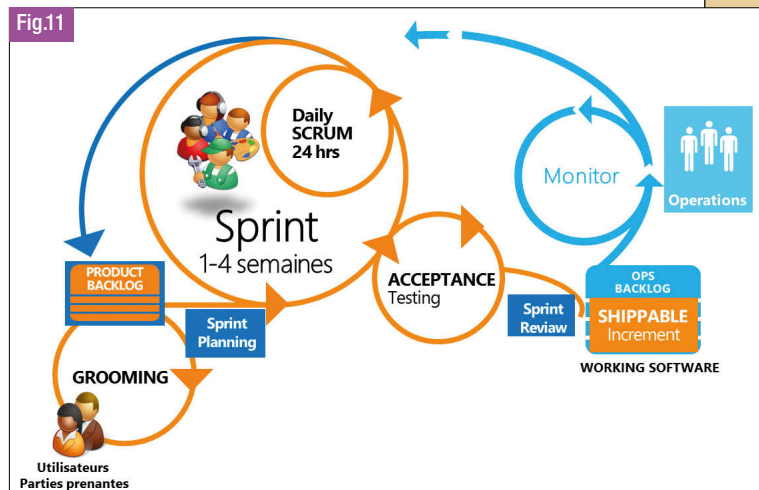 Fig.11
Daily
SCRUM
24 hrs
Sprint
1-4 semaines
Monitor
Operations
PRODUCT
BACKLOG
Sprint
Planning
ACCEPTANCE
Testing
Sprint
Review
OPS
BACKLOG
SHIPPABLE
Increment
WORKING SOFTWARE
GROOMING
Utilisateurs
Parties prenantes